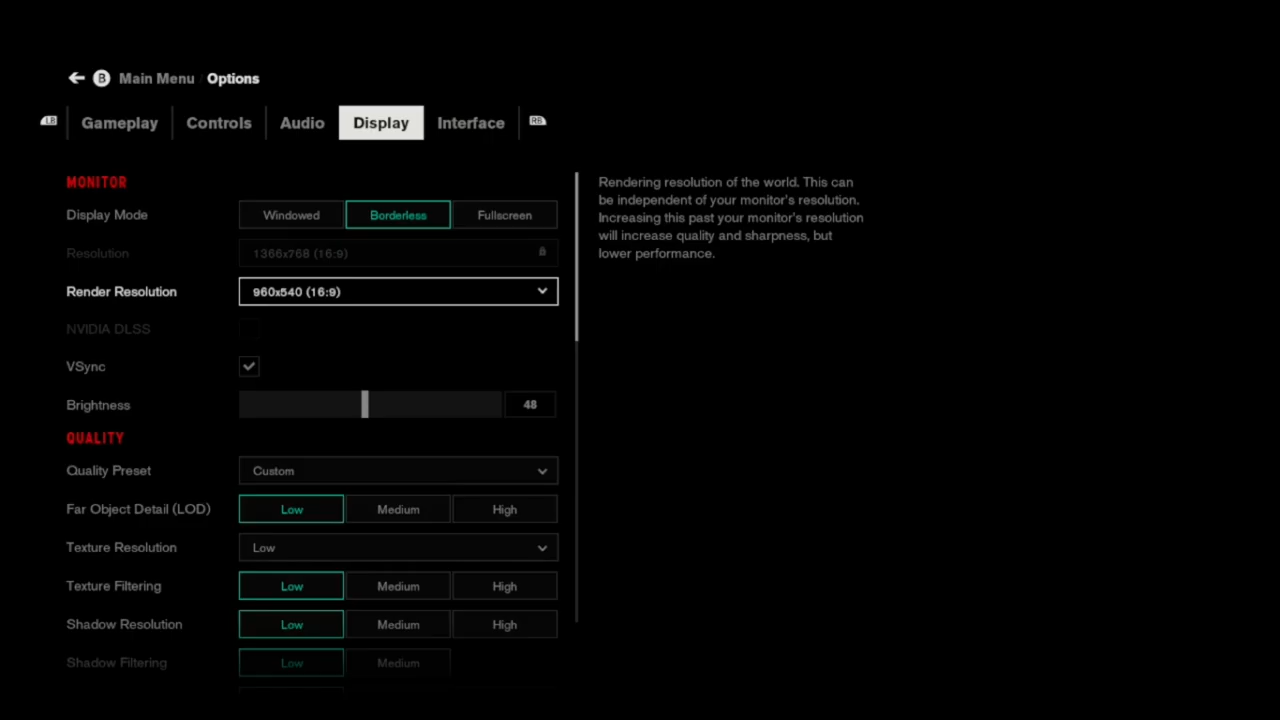 B Main Menu / Options
LB Gameplay Controls Audio Display Interface RB
MONITOR
Display Mode Windowed Borderless Fullscreen
Resolution 1366x768 (16:9)
Render Resolution 960x540 (16:9)
NVIDIA DLSS
VSync
Brightness 48
QUALITY
Quality Preset Custom
Far Object Detail (LOD) Low Medium High
Texture Resolution Low
Texture Filtering Low Medium High
Shadow Resolution Low Medium High
Shadow Filtering Low Medium
Rendering resolution of the world. This can
be independent of your monitor's resolution.
Increasing this past your monitor's resolution
will increase quality and sharpness, but
lower performance.